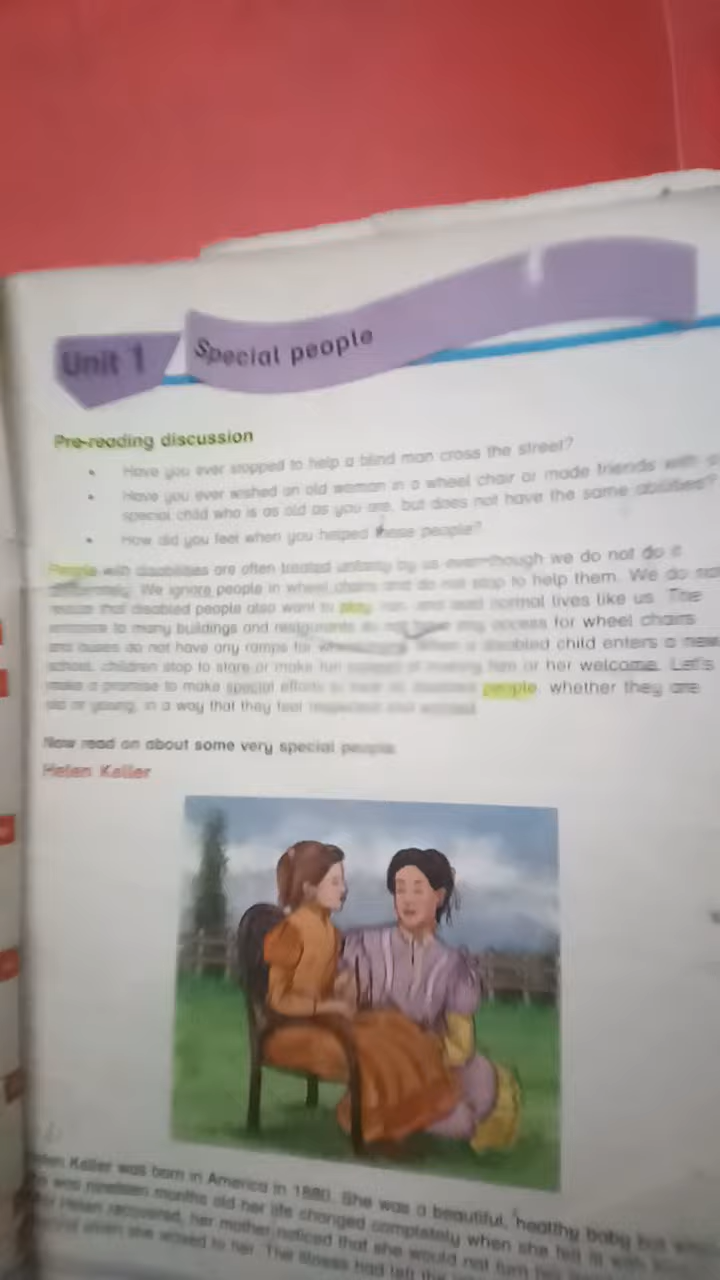 Unit 1
Special people
Pre-reading discussion
• Have you ever stopped to help a blind man cross the street?
• Have you ever wished an old woman in a wheel chair or made friends with a
special child who is as old as you are, but does not have the same abilities?
• How did you feel when you helped these people?
People with disabilities are often treated unfairly by us even though we do not do it
We ignore people in wheel chairs and do not stop to help them. We do not
realize that disabled people also want to play, run, and lead normal lives like us. The
entrance to many buildings and restaurants do not have any access for wheel chairs
and buses do not have any ramps for disabled child enters a new
school, children stop to stare or make fun instead of making him or her welcome. Let's
make a promise to make special efforts to people, whether they are
old or young, in a way that they feel respected and
Now read on about some very special people.
Helen Keller
Helen Keller was born in America in 1880. She was a beautiful, healthy baby but when
she was nineteen months old her life changed completely when she fell ill with
Helen recovered, her mother noticed that she would not turn
when she waved to her. The illness had left